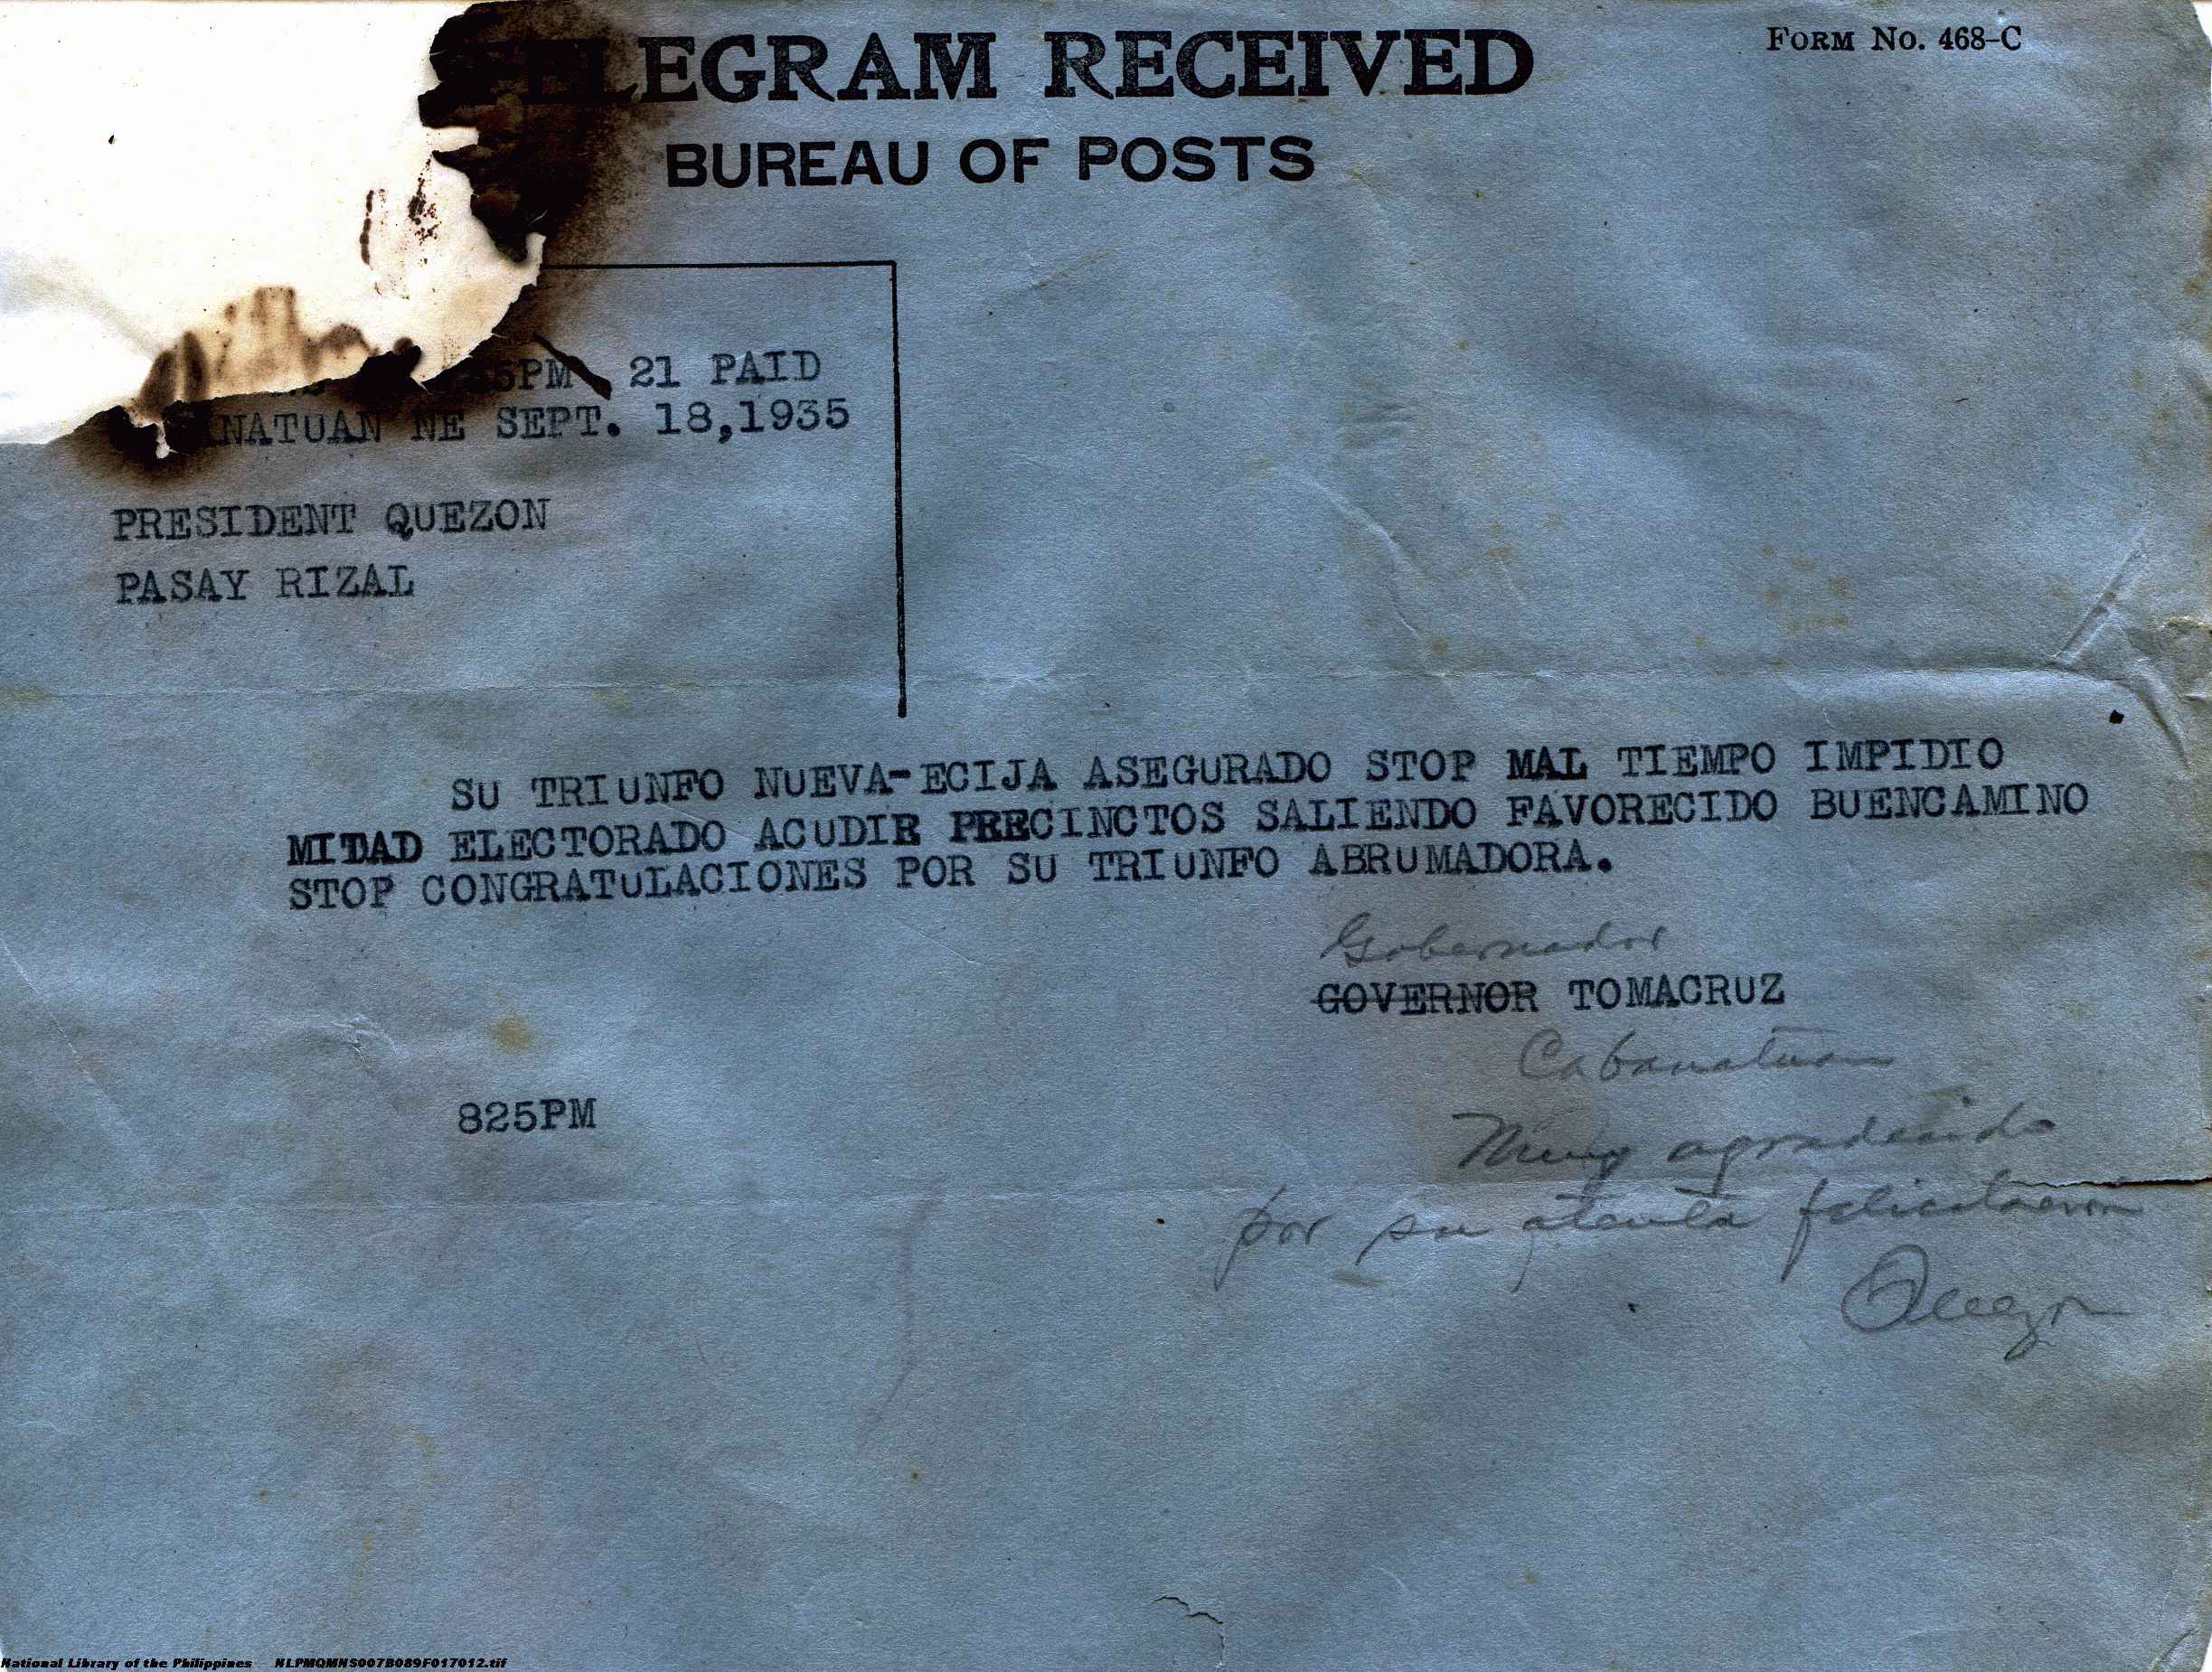 TELEGRAM RECEIVED
FORM No. 468-C
BUREAU OF POSTS
5PM 21 PAID
NATUAN NE SEPT. 18,1935
PRESIDENT QUEZON
PASAY RIZAL
SU TRIUNFO NUEVA-ECIJA ASEGURADO STOP MAL TIEMPO IMPIDIO
MITAD ELECTORADO ACUDIR PRECINCTOS SALIENDO FAVORECIDO BUENCAMINO
STOP CONGRATULACIONES POR SU TRIUNFO ABRUMADORA.
Gobernador
GOVERNOR TOMACRUZ
Cabanatuan
825PM
Muy agradecido
por su atenta felicitacion
Quezon
National Library of the Philippines NLPMQMNS007B089F017012.tif